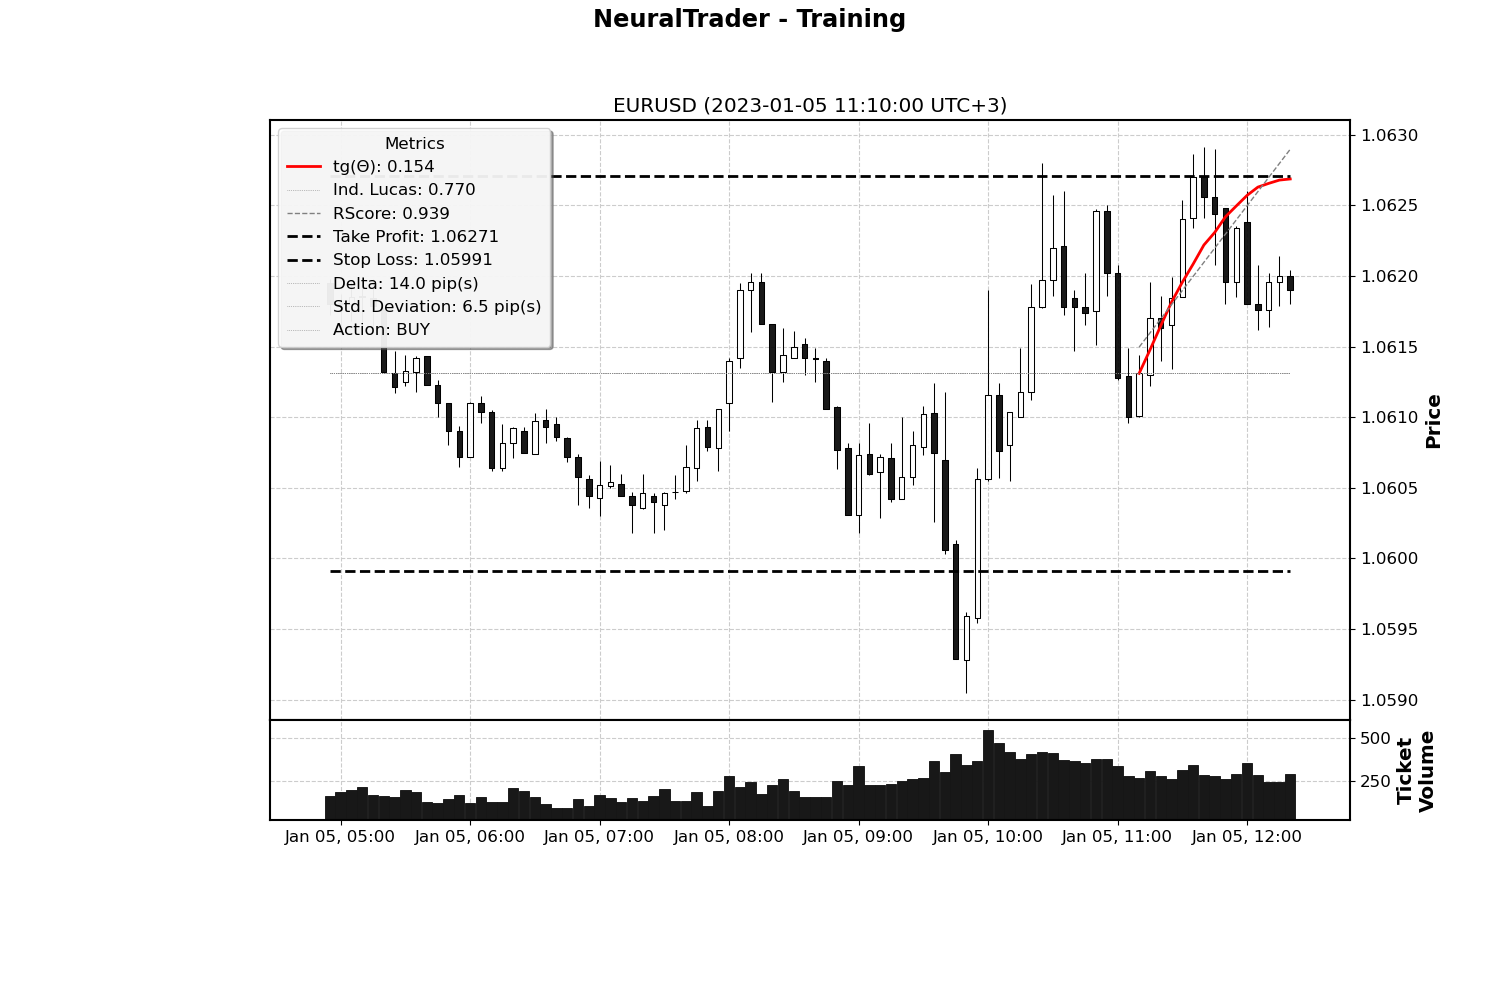 NeuralTrader - Training
EURUSD (2023-01-05 11:10:00 UTC+3)
Metrics
tg(Θ): 0.154
Ind. Lucas: 0.770
RScore: 0.939
Take Profit: 1.06271
Stop Loss: 1.05991
Delta: 14.0 pip(s)
Std. Deviation: 6.5 pip(s)
Action: BUY
1.0630
1.0625
1.0620
1.0615
1.0610
1.0605
1.0600
1.0595
1.0590
Price
500
250
Ticket
Volume
Jan 05, 05:00
Jan 05, 06:00
Jan 05, 07:00
Jan 05, 08:00
Jan 05, 09:00
Jan 05, 10:00
Jan 05, 11:00
Jan 05, 12:00